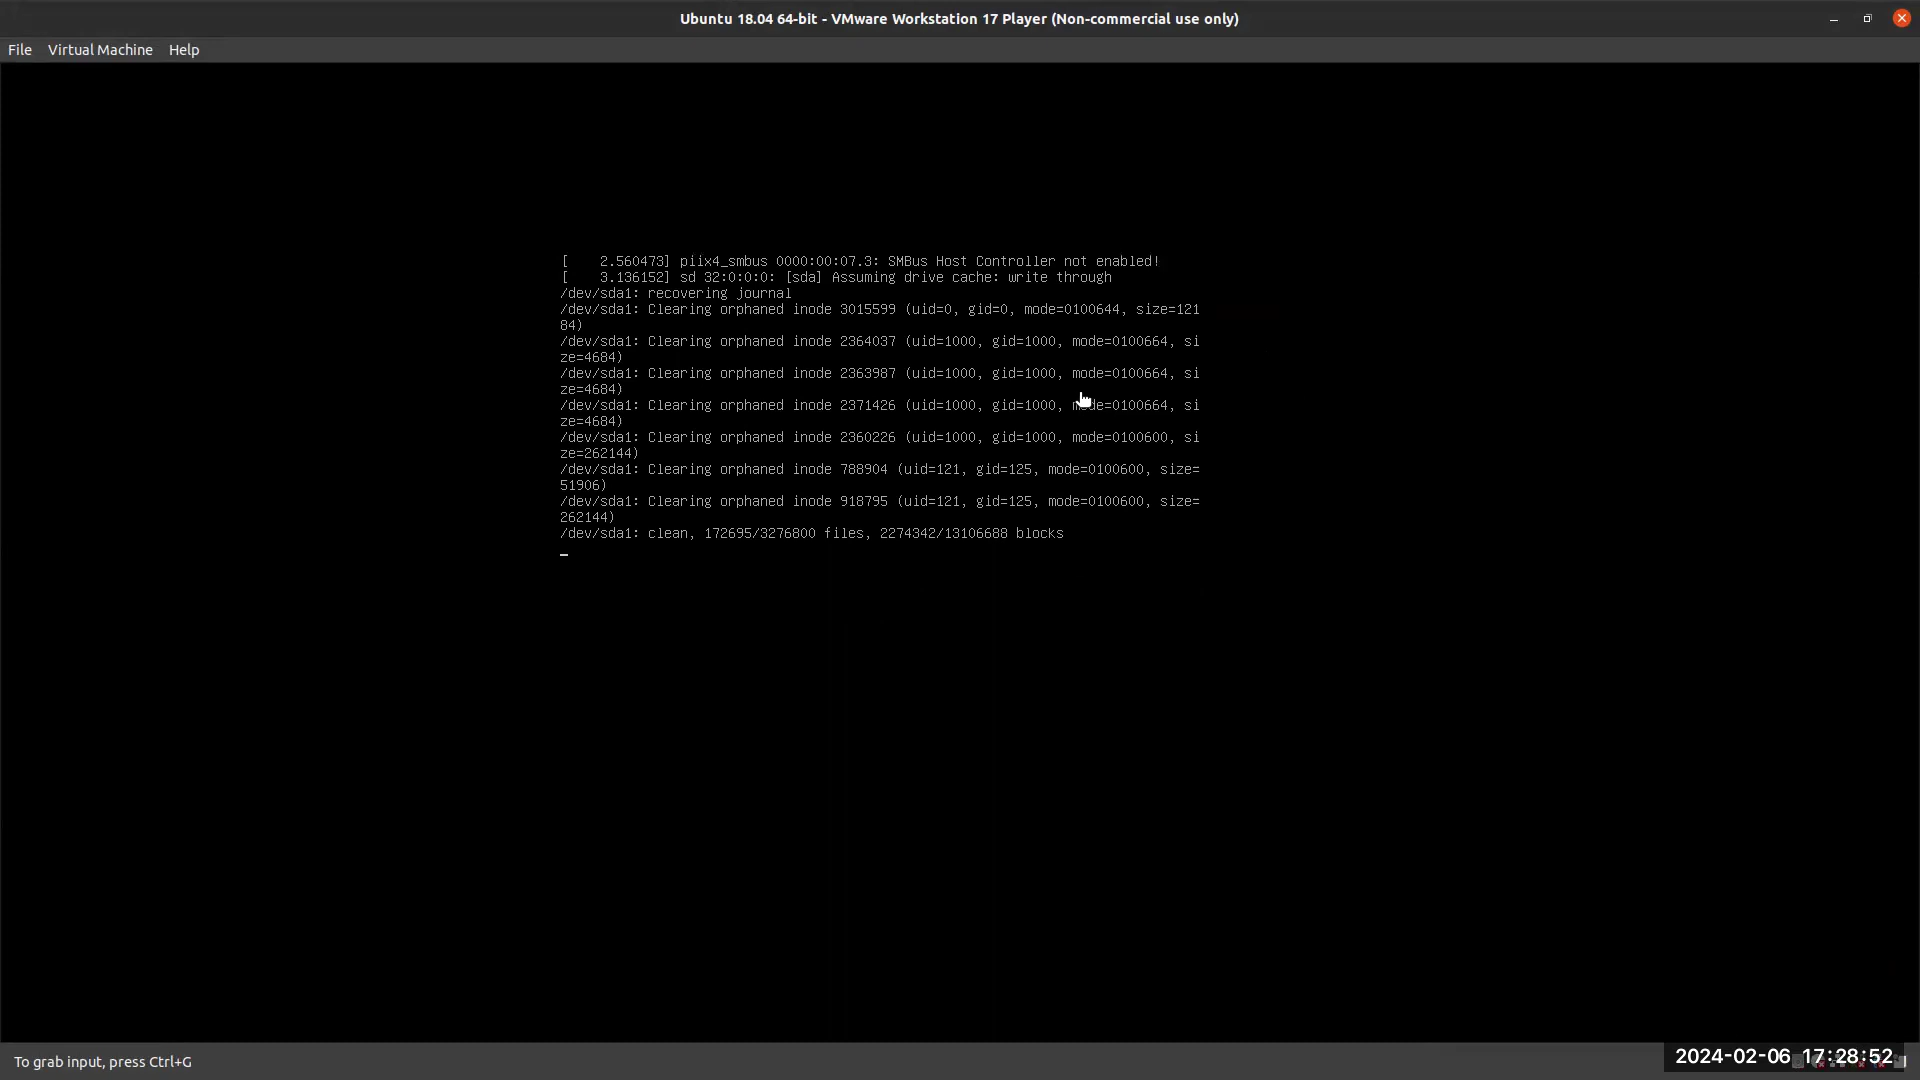 Ubuntu 18.04 64-bit - VMware Workstation 17 Player (Non-commercial use only)
File Virtual Machine Help
[    2.560473] piix4_smbus 0000:00:07.3: SMBus Host Controller not enabled!
[    3.136152] sd 32:0:0:0: [sda] Assuming drive cache: write through
/dev/sda1: recovering journal
/dev/sda1: Clearing orphaned inode 3015599 (uid=0, gid=0, mode=0100644, size=121
84)
/dev/sda1: Clearing orphaned inode 2364037 (uid=1000, gid=1000, mode=0100664, si
ze=4684)
/dev/sda1: Clearing orphaned inode 2363987 (uid=1000, gid=1000, mode=0100664, si
ze=4684)
/dev/sda1: Clearing orphaned inode 2371426 (uid=1000, gid=1000, mode=0100664, si
ze=4684)
/dev/sda1: Clearing orphaned inode 2360226 (uid=1000, gid=1000, mode=0100600, si
ze=262144)
/dev/sda1: Clearing orphaned inode 788904 (uid=121, gid=125, mode=0100600, size=
51906)
/dev/sda1: Clearing orphaned inode 918795 (uid=121, gid=125, mode=0100600, size=
262144)
/dev/sda1: clean, 172695/3276800 files, 2274342/13106688 blocks
To grab input, press Ctrl+G
2024-02-06 17:28:52